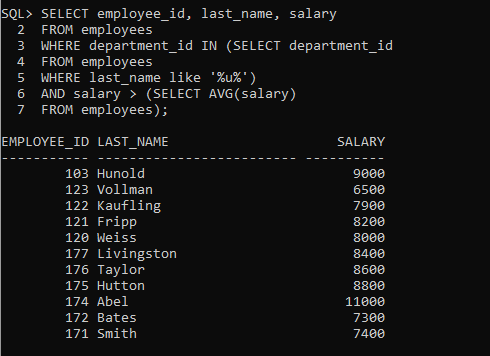 SQL> SELECT employee_id, last_name, salary
  2  FROM employees
  3  WHERE department_id IN (SELECT department_id
  4  FROM employees
  5  WHERE last_name like '%u%')
  6  AND salary > (SELECT AVG(salary)
  7  FROM employees);

EMPLOYEE_ID LAST_NAME                     SALARY
----------- ------------------------- ----------
        103 Hunold                          9000
        123 Vollman                         6500
        122 Kaufling                        7900
        121 Fripp                           8200
        120 Weiss                           8000
        177 Livingston                      8400
        176 Taylor                          8600
        175 Hutton                          8800
        174 Abel                           11000
        172 Bates                           7300
        171 Smith                           7400